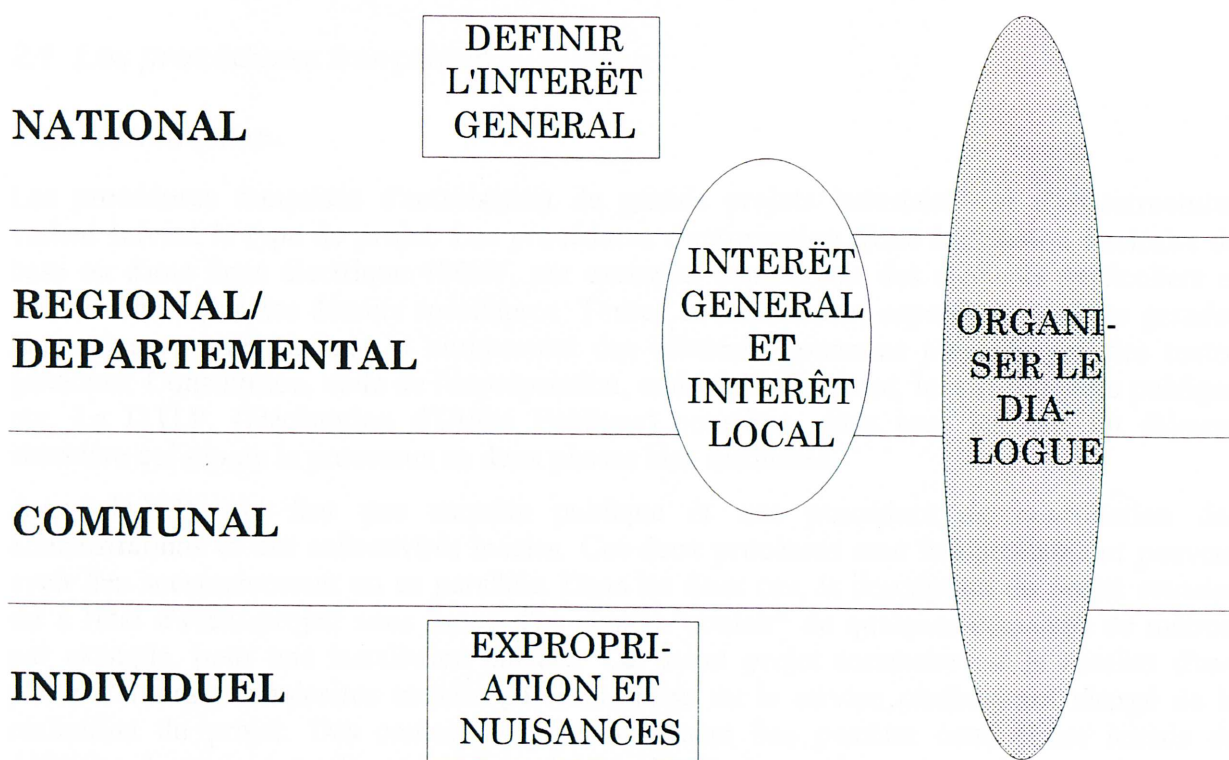 DEFINIR
L'INTERËT
GENERAL
NATIONAL
INTERËT
GENERAL
ET
INTERÊT
LOCAL
REGIONAL/
DEPARTEMENTAL
ORGANI-
SER LE
DIA-
LOGUE
COMMUNAL
EXPROPRI-
ATION ET
NUISANCES
INDIVIDUEL